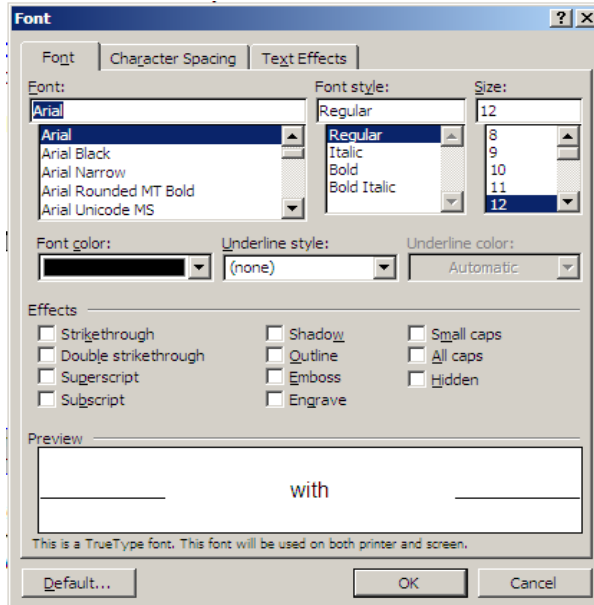 Font
Font Character Spacing Text Effects
Font: Font style: Size:
Arial Regular 12
Arial Regular 8
Arial Black Italic 9
Arial Narrow Bold 10
Arial Rounded MT Bold Bold Italic 11
Arial Unicode MS 12
Font color: Underline style: Underline color:
(none) Automatic
Effects
Strikethrough Shadow Small caps
Double strikethrough Outline All caps
Superscript Emboss Hidden
Subscript Engrave
Preview
with
This is a TrueType font. This font will be used on both printer and screen.
Default... OK Cancel